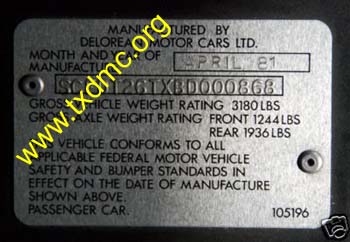 MANUFACTURED BY
DELOREAN MOTOR CARS LTD.
MONTH AND YEAR OF
MANUFACTURE APRIL 81
26TXBD000868
GROSS VEHICLE WEIGHT RATING 3180 LBS
GROSS AXLE WEIGHT RATING FRONT 1244 LBS
REAR 1936 LBS
THIS VEHICLE CONFORMS TO ALL
APPLICABLE FEDERAL MOTOR VEHICLE
SAFETY AND BUMPER STANDARDS IN
EFFECT ON THE DATE OF MANUFACTURE
SHOWN ABOVE.
PASSENGER CAR. 105196
www.txdmc.org